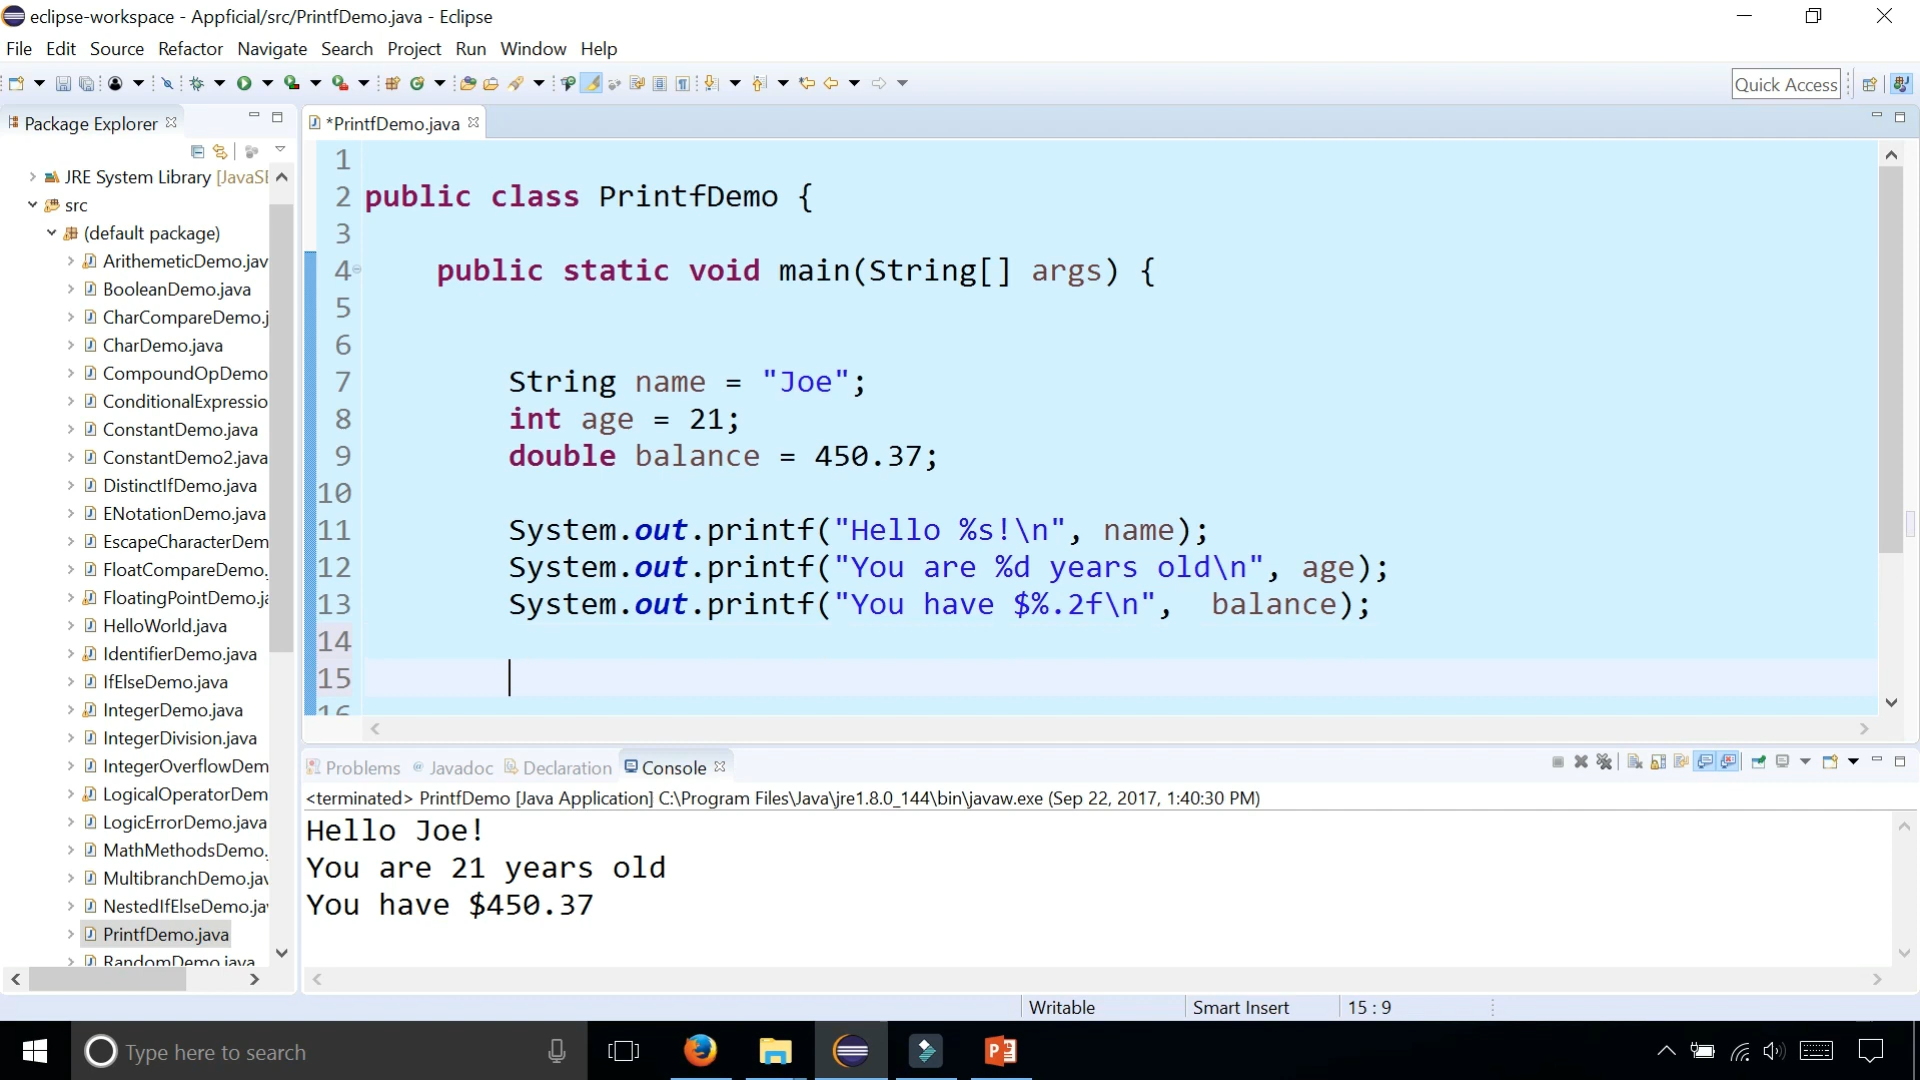 eclipse-workspace - Appficial/src/PrintfDemo.java - Eclipse
File Edit Source Refactor Navigate Search Project Run Window Help
Quick Access
Package Explorer
*PrintfDemo.java
JRE System Library [JavaSE
src
(default package)
ArithemeticDemo.jav
BooleanDemo.java
CharCompareDemo.j
CharDemo.java
CompoundOpDemo
ConditionalExpressio
ConstantDemo.java
ConstantDemo2.java
DistinctIfDemo.java
ENotationDemo.java
EscapeCharacterDem
FloatCompareDemo.
FloatingPointDemo.ja
HelloWorld.java
IdentifierDemo.java
IfElseDemo.java
IntegerDemo.java
IntegerDivision.java
IntegerOverflowDem
LogicalOperatorDem
LogicErrorDemo.java
MathMethodsDemo.
MultibranchDemo.jav
NestedIfElseDemo.jav
PrintfDemo.java
RandomDemo.java
1
2 public class PrintfDemo {
3
4 public static void main(String[] args) {
5
6
7 String name = "Joe";
8 int age = 21;
9 double balance = 450.37;
10
11 System.out.printf("Hello %s!\n", name);
12 System.out.printf("You are %d years old\n", age);
13 System.out.printf("You have $%.2f\n",  balance);
14
15
16
Problems Javadoc Declaration Console
<terminated> PrintfDemo [Java Application] C:\Program Files\Java\jre1.8.0_144\bin\javaw.exe (Sep 22, 2017, 1:40:30 PM)
Hello Joe!
You are 21 years old
You have $450.37
Writable Smart Insert 15 : 9
Type here to search